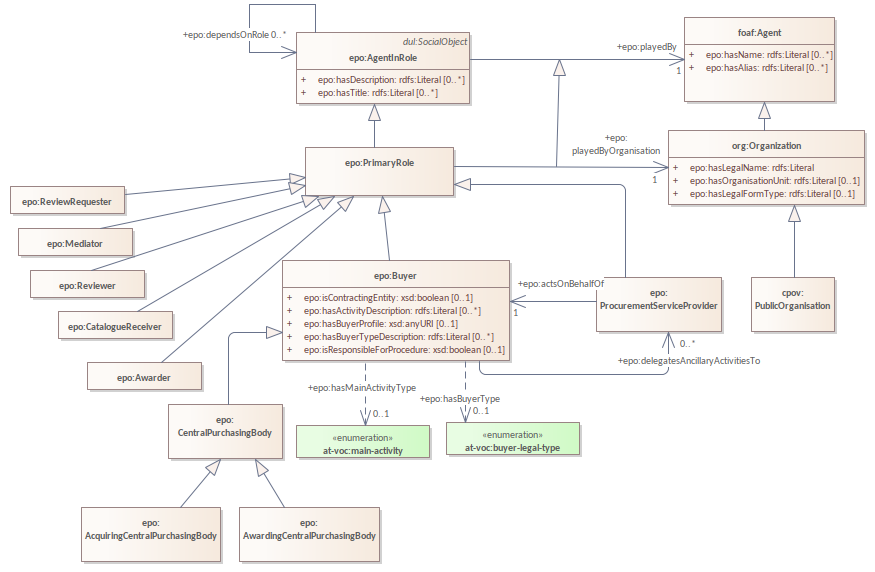 +epo:dependsOnRole 0..*
dul:SocialObject
epo:AgentInRole
+ epo:hasDescription: rdfs:Literal [0..*]
+ epo:hasTitle: rdfs:Literal [0..*]
+epo:playedBy
1
foaf:Agent
+ epo:hasName: rdfs:Literal [0..*]
+ epo:hasAlias: rdfs:Literal [0..*]
epo:PrimaryRole
+epo:
playedByOrganisation
1
org:Organization
+ epo:hasLegalName: rdfs:Literal
+ epo:hasOrganisationUnit: rdfs:Literal [0..1]
+ epo:hasLegalFormType: rdfs:Literal [0..1]
epo:ReviewRequester
epo:Mediator
epo:Reviewer
epo:CatalogueReceiver
epo:Awarder
epo:Buyer
+ epo:isContractingEntity: xsd:boolean [0..1]
+ epo:hasActivityDescription: rdfs:Literal [0..*]
+ epo:hasBuyerProfile: xsd:anyURI [0..1]
+ epo:hasBuyerTypeDescription: rdfs:Literal [0..*]
+ epo:isResponsibleForProcedure: xsd:boolean [0..1]
+epo:actsOnBehalfOf
1
epo:
ProcurementServiceProvider
cpov:
PublicOrganisation
0..*
+epo:delegatesAncillaryActivitiesTo
+epo:hasMainActivityType
0..1
+epo:hasBuyerType
0..1
epo:
CentralPurchasingBody
«enumeration»
at-voc:main-activity
«enumeration»
at-voc:buyer-legal-type
epo:
AcquiringCentralPurchasingBody
epo:
AwardingCentralPurchasingBody